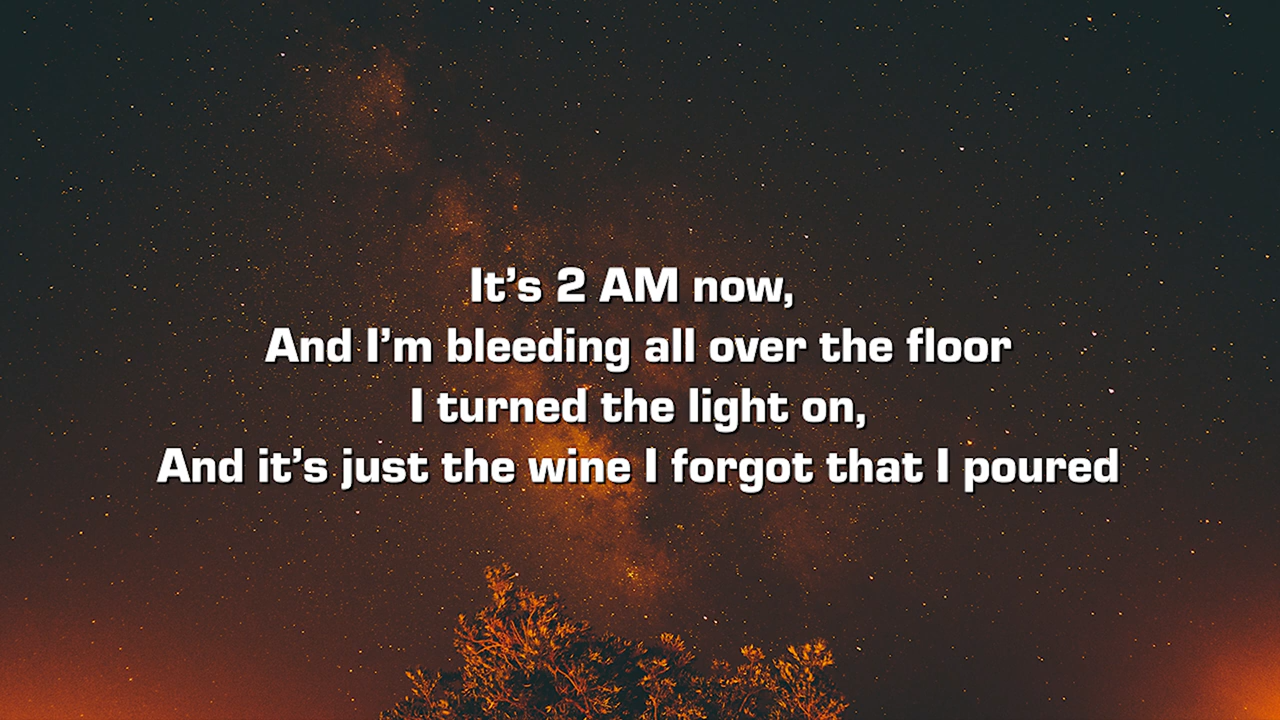 It’s 2 AM now,
And I’m bleeding all over the floor
I turned the light on,
And it’s just the wine I forgot that I poured